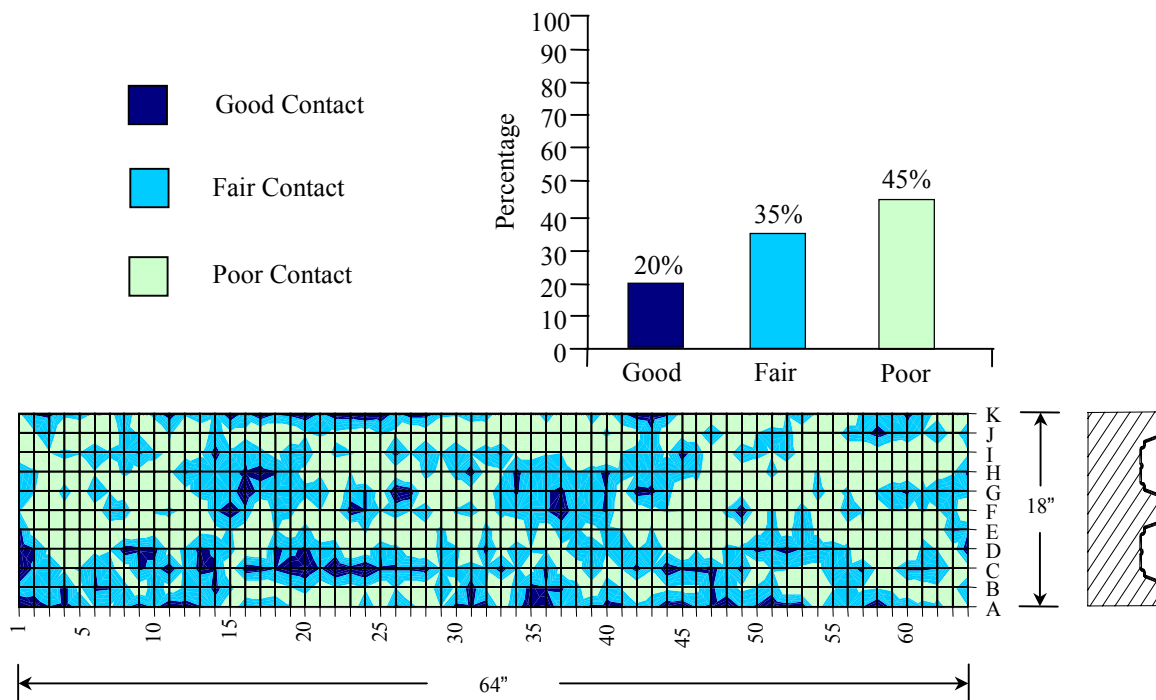 Good Contact
Fair Contact
Poor Contact
Percentage
100
90
80
70
60
50
40
30
20
10
0
20%
35%
45%
Good Fair Poor
K
J
I
H
G
F
E
D
C
B
A
1 5 10 15 20 25 30 35 40 45 50 55 60
64”
18”